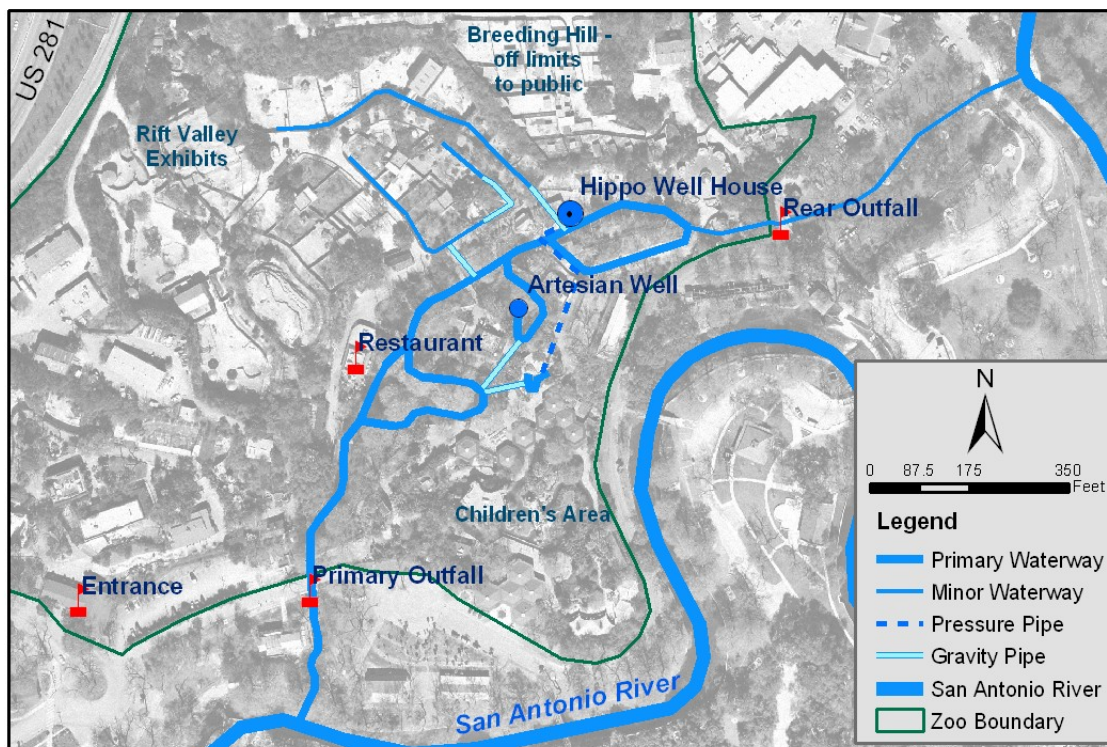 US 281
Breeding Hill -
off limits
to public
Rift Valley
Exhibits
Hippo Well House
Rear Outfall
Artesian Well
Restaurant
Children's Area
Entrance
Primary Outfall
San Antonio River
N
0 87.5 175 350
Feet
Legend
Primary Waterway
Minor Waterway
Pressure Pipe
Gravity Pipe
San Antonio River
Zoo Boundary